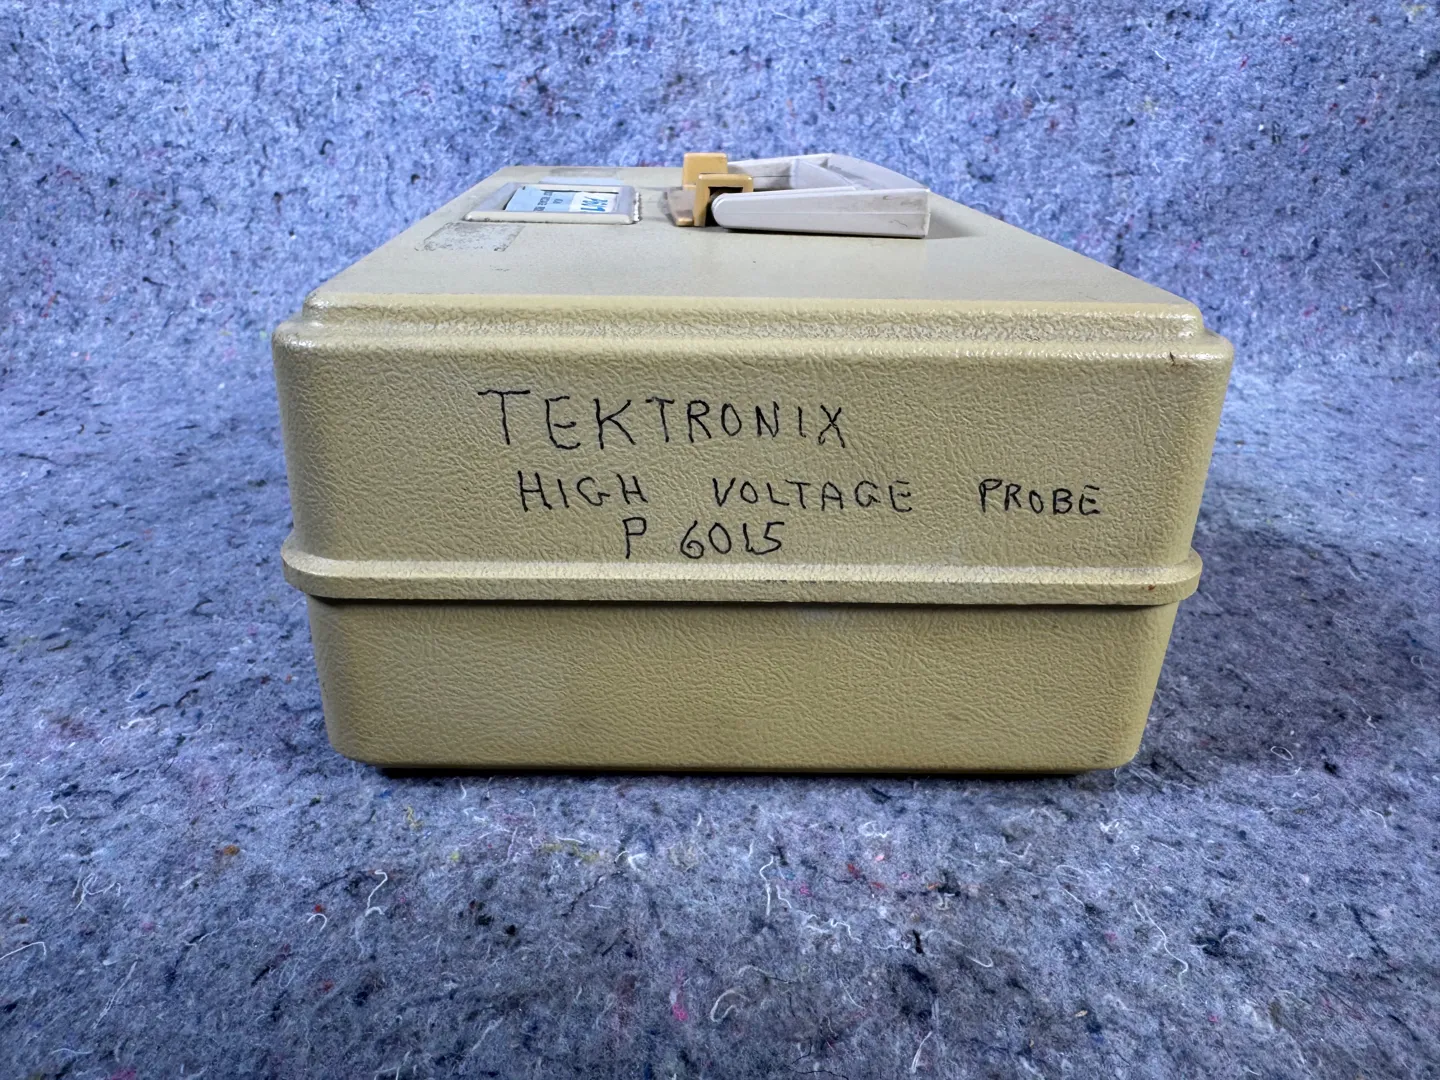 TEKTRONIX
HIGH VOLTAGE PROBE
P 6015